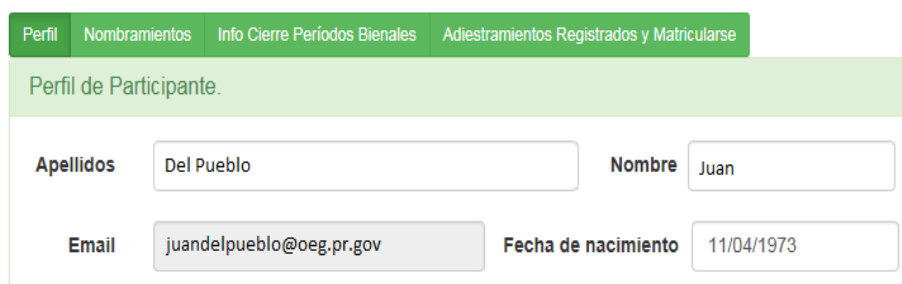 Perfil Nombramientos Info Cierre Períodos Bienales Adiestramientos Registrados y Matricularse
Perfil de Participante.
Apellidos Del Pueblo Nombre Juan
Email juandelpueblo@oeg.pr.gov Fecha de nacimiento 11/04/1973